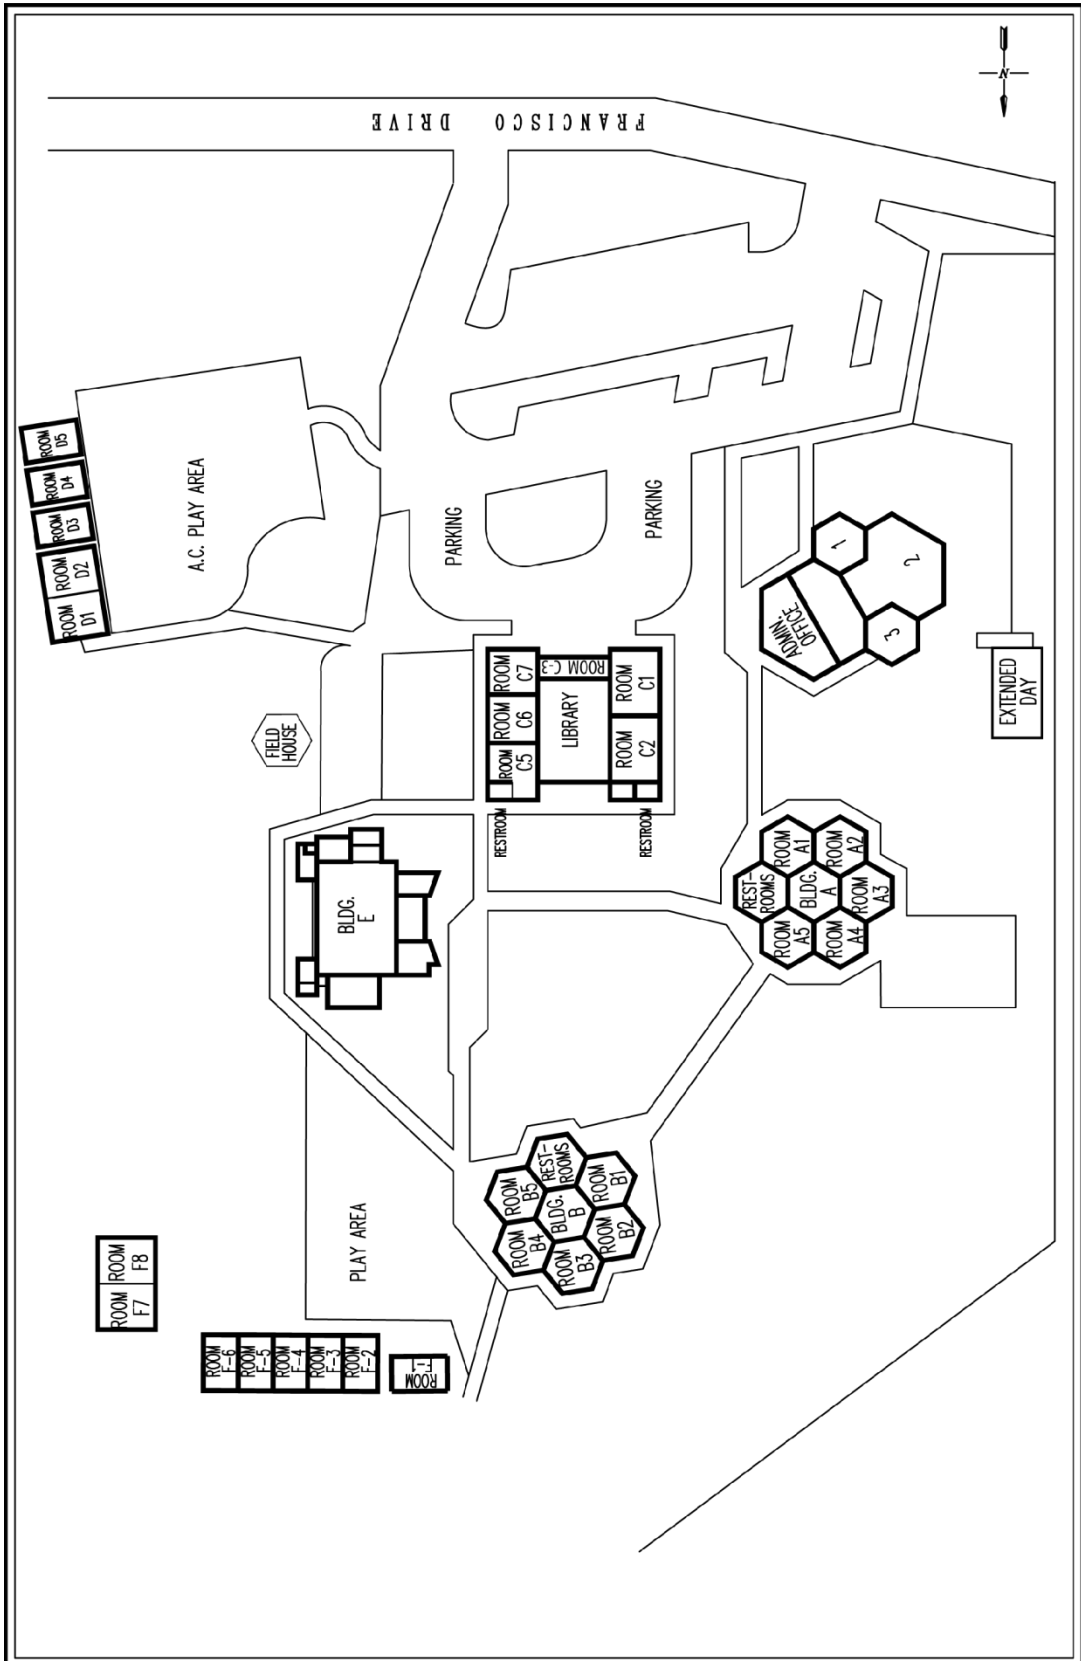 N
FRANCISCO DRIVE
ROOM
D5
ROOM
D4
ROOM
D3
ROOM
D2
ROOM
D1
A.C. PLAY AREA
PARKING
PARKING
1
2
3
ADMIN.
OFFICE
EXTENDED
DAY
FIELD
HOUSE
ROOM
C7
ROOM
C6
ROOM
C5
ROOM C-3
LIBRARY
ROOM
C1
ROOM
C2
RESTROOM
RESTROOM
BLDG.
E
REST-
ROOMS
ROOM
A1
ROOM
A2
BLDG.
A
ROOM
A3
ROOM
A5
ROOM
A4
REST-
ROOMS
ROOM
B5
ROOM
B1
BLDG.
B
ROOM
B4
ROOM
B2
ROOM
B3
PLAY AREA
ROOM
F8
ROOM
F7
ROOM
F-6
ROOM
F-5
ROOM
F-4
ROOM
F-3
ROOM
F-2
ROOM
F-1